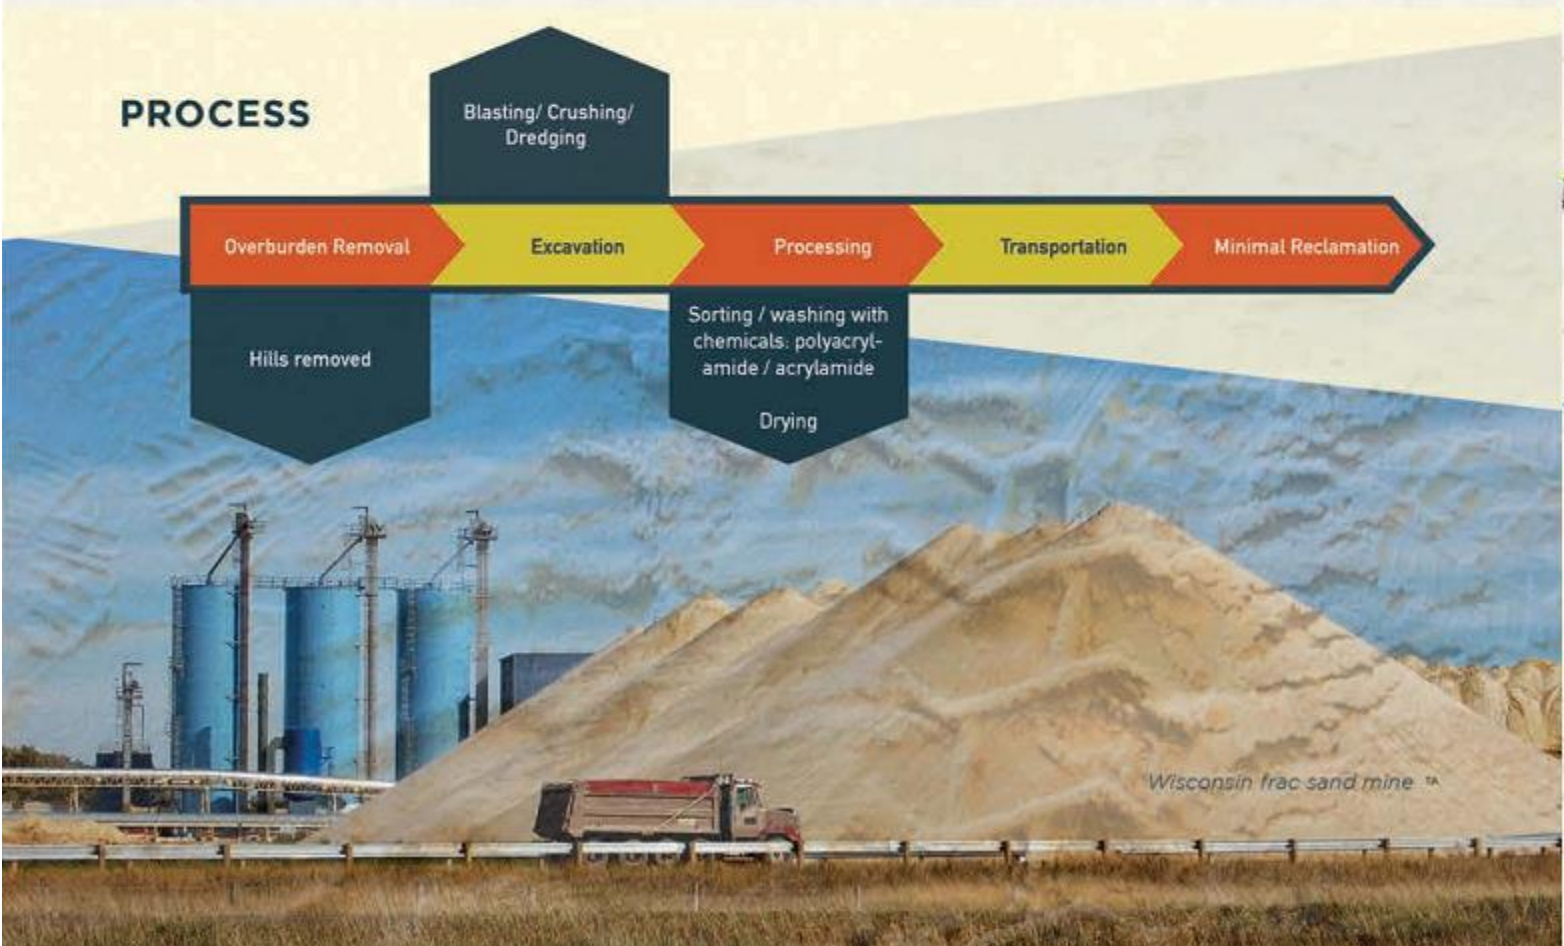 PROCESS
Blasting/ Crushing/
Dredging
Overburden Removal
Excavation
Processing
Transportation
Minimal Reclamation
Hills removed
Sorting / washing with
chemicals: polyacryl-
amide / acrylamide
Drying
Wisconsin frac sand mine TA